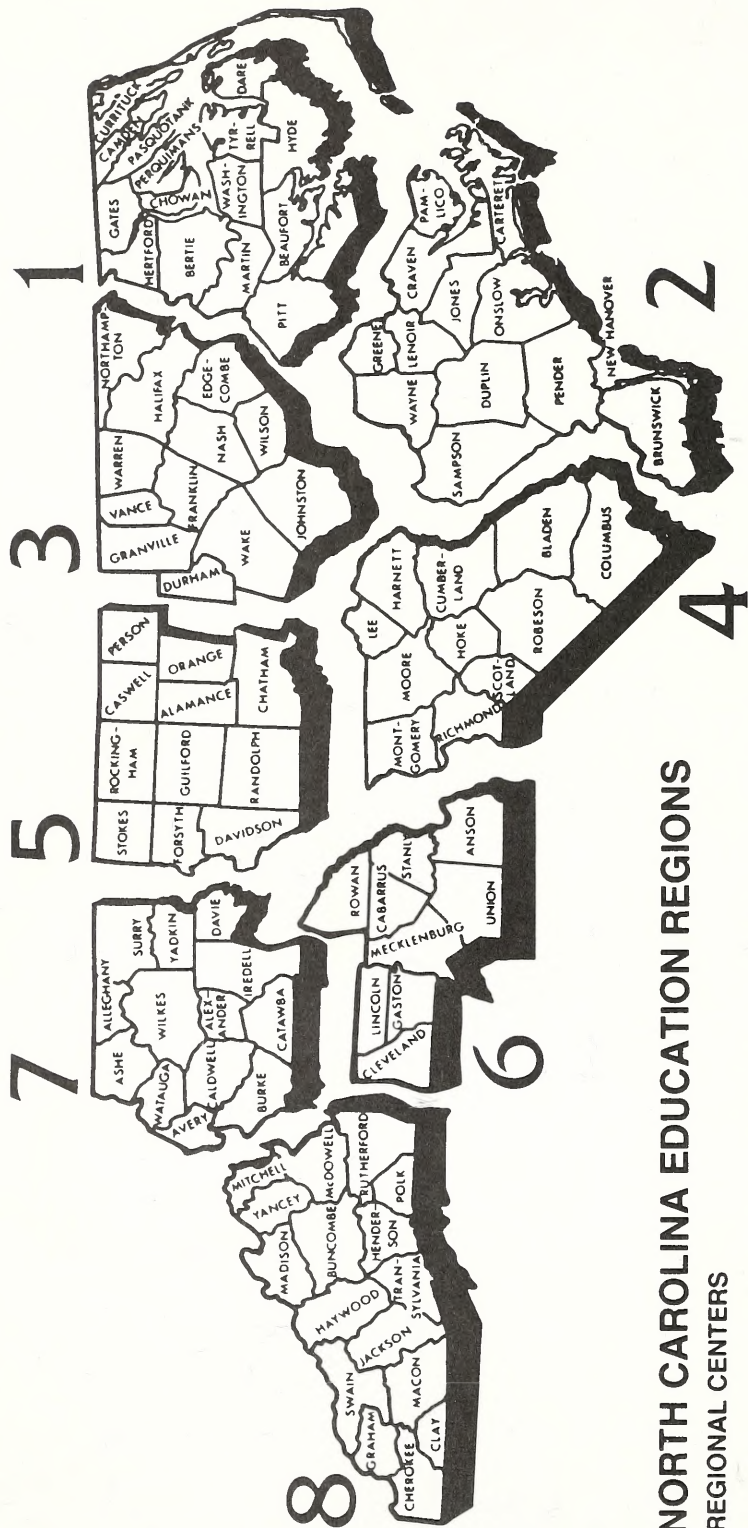 8
CHEROKEE
GRAHAM
CLAY
SWAIN
MACON
JACKSON
HAYWOOD
TRAN-
SYLVANIA
MADISON
BUNCOMBE
HENDER-
SON
YANCEY
MITCHELL
McDOWELL
RUTHERFORD
POLK
7
ASHE
ALLEGHANY
SURRY
WATAUGA
WILKES
YADKIN
AVERY
CALDWELL
ALEX-
ANDER
IREDELL
DAVIE
BURKE
CATAWBA
6
CLEVELAND
LINCOLN
GASTON
MECKLENBURG
ROWAN
CABARRUS
STANLY
UNION
ANSON
5
STOKES
ROCKING-
HAM
CASWELL
PERSON
FORSYTH
GUILFORD
ALAMANCE
ORANGE
DAVIDSON
RANDOLPH
CHATHAM
4
MONT-
GOMERY
MOORE
LEE
HARNETT
RICHMOND
HOKE
CUMBER-
LAND
SCOT-
LAND
ROBESON
BLADEN
COLUMBUS
3
GRANVILLE
VANCE
WARREN
NORTHAMP-
TON
HALIFAX
DURHAM
FRANKLIN
NASH
EDGE-
COMBE
WAKE
WILSON
JOHNSTON
1
HERTFORD
GATES
CURRITUCK
CAMDEN
PASQUOTANK
PERQUIMANS
CHOWAN
BERTIE
MARTIN
WASH-
INGTON
TYR-
RELL
DARE
PITT
BEAUFORT
HYDE
2
SAMPSON
WAYNE
GREENE
LENOIR
CRAVEN
PAM-
LICO
JONES
DUPLIN
ONSLOW
CARTERET
PENDER
NEW HANOVER
BRUNSWICK
NORTH CAROLINA EDUCATION REGIONS
REGIONAL CENTERS